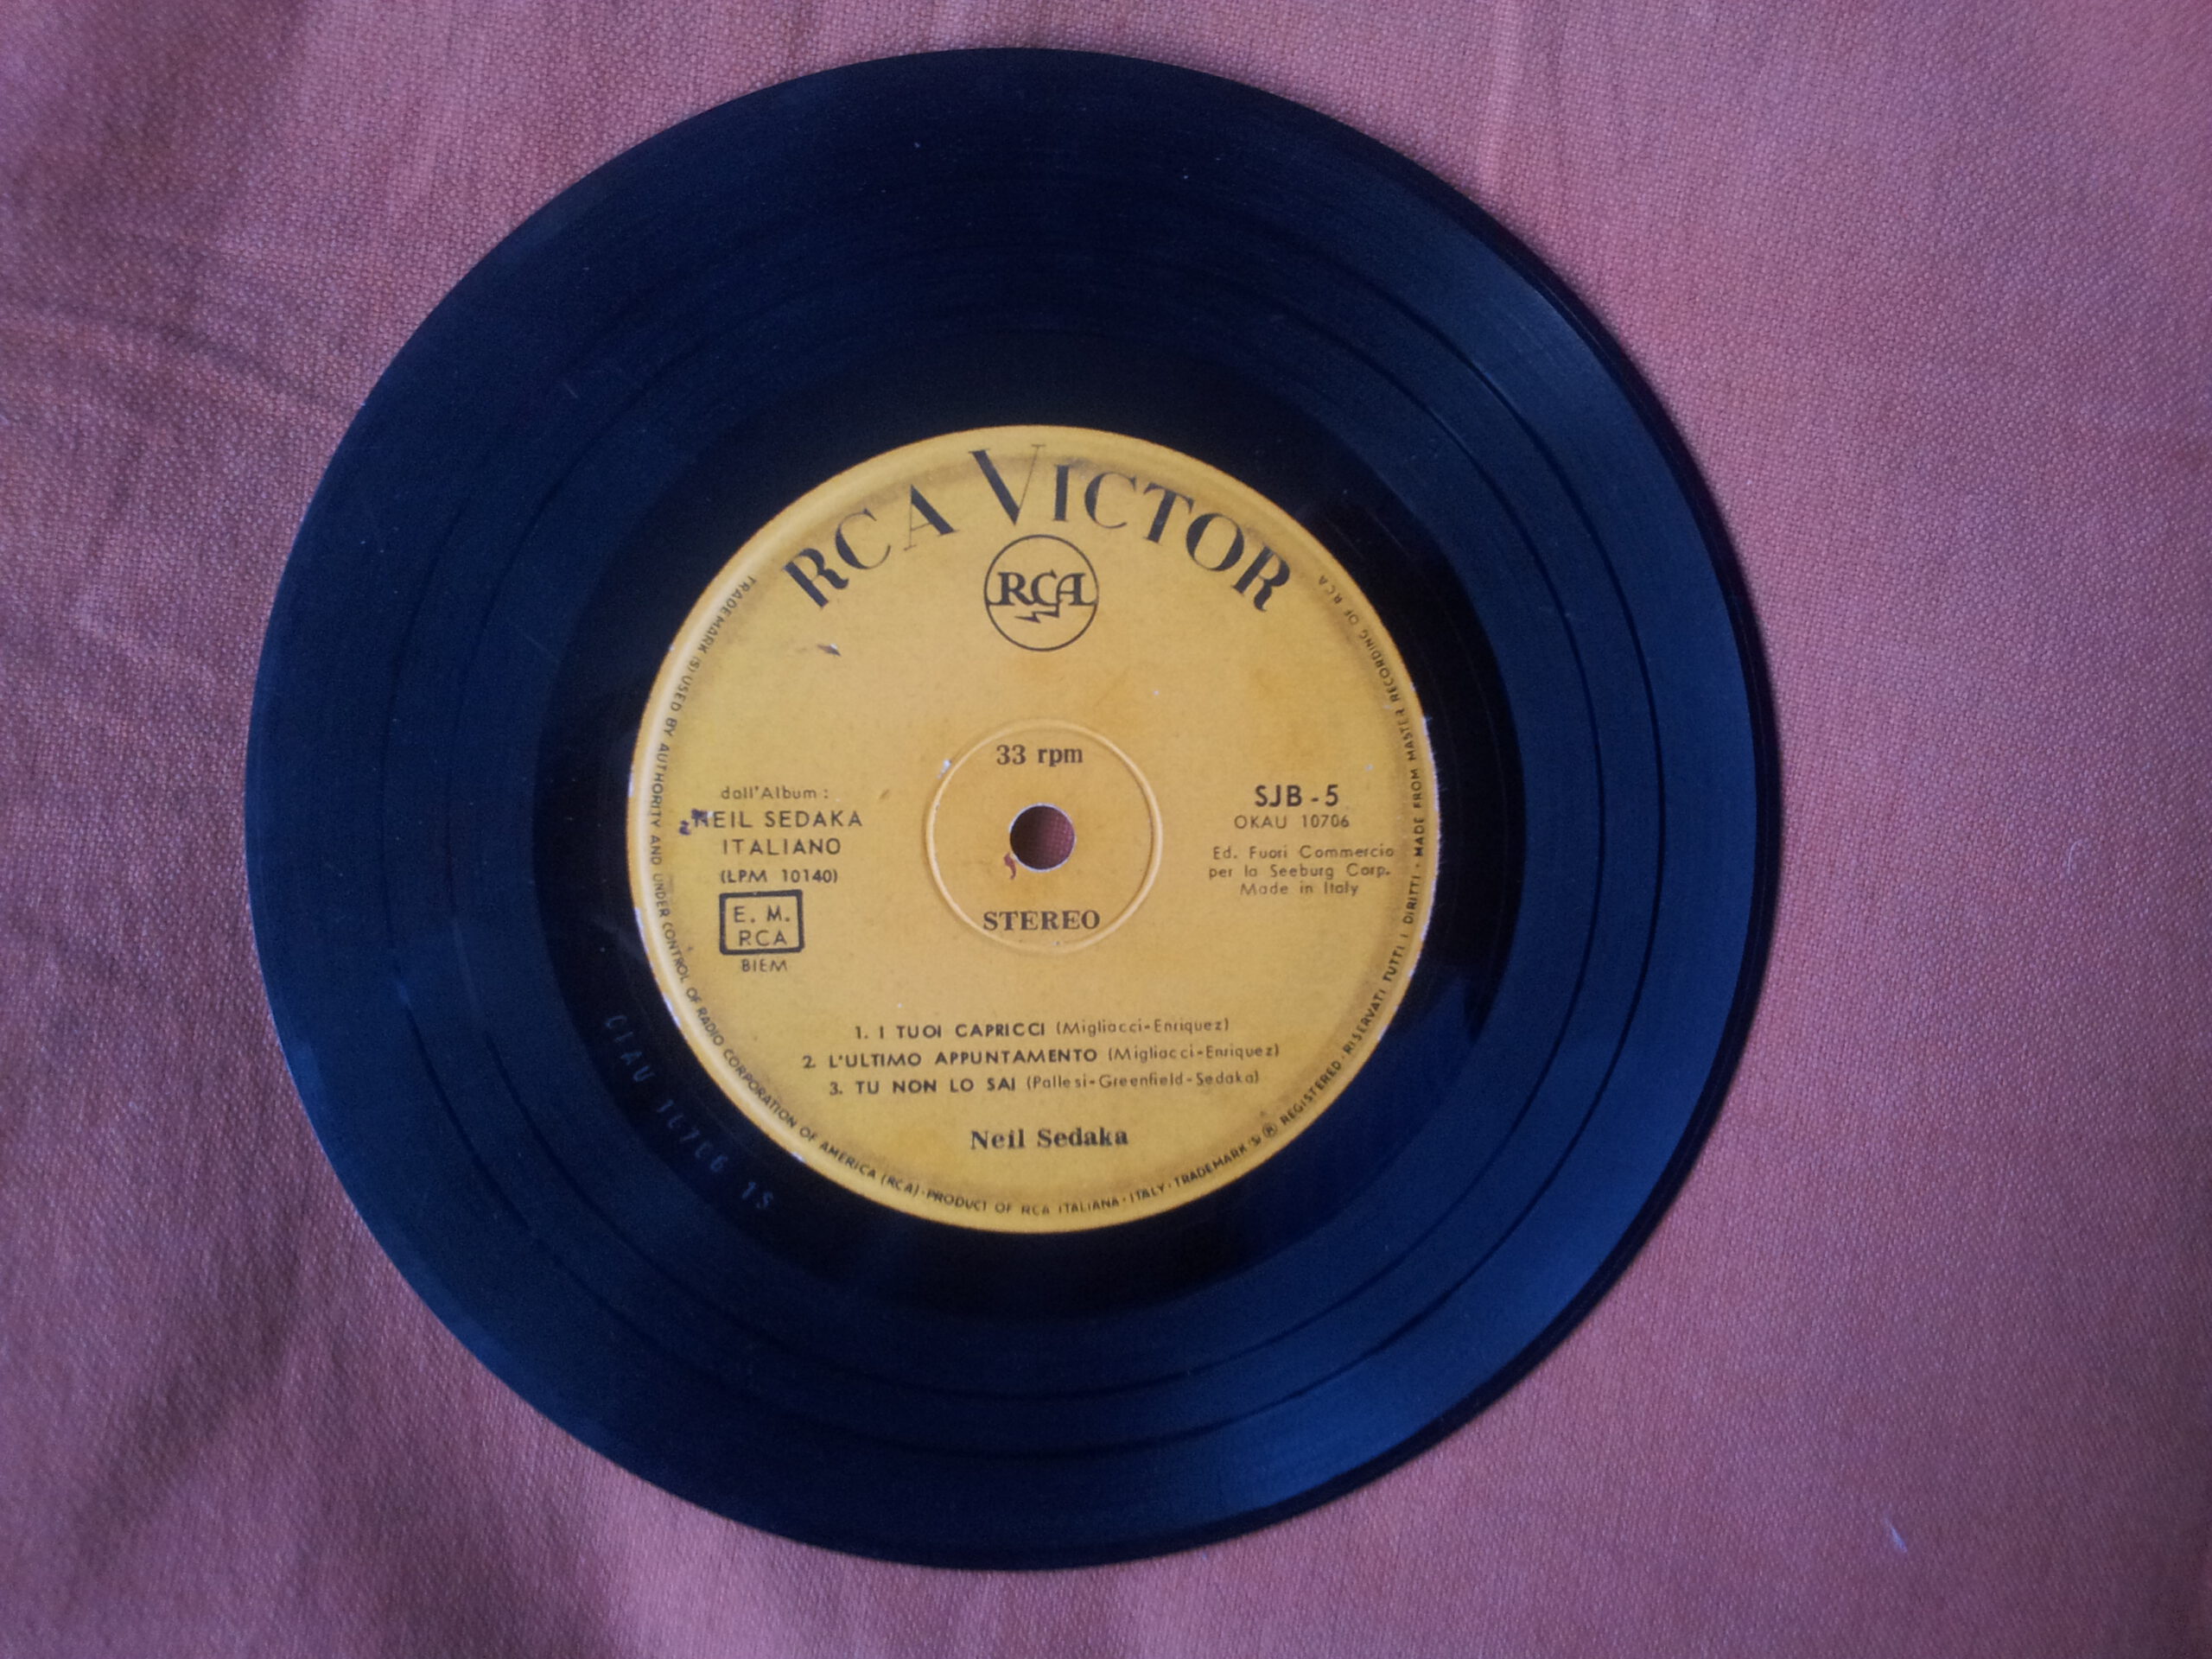 RCA VICTOR
RCA
33 rpm
dall'Album :
NEIL SEDAKA
ITALIANO
(LPM 10140)
E. M.
RCA
BIEM
SJB - 5
OKAU 10706
Ed. Fuori Commercio
per la Seeburg Corp.
Made in Italy
STEREO
1. I TUOI CAPRICCI (Migliacci-Enriquez)
2. L'ULTIMO APPUNTAMENTO (Migliacci-Enriquez)
3. TU NON LO SAI (Pallesi-Greenfield-Sedaka)
Neil Sedaka
TRADEMARK (S) USED BY AUTHORITY AND UNDER CONTROL OF RADIO CORPORATION OF AMERICA (RCA) · PRODUCT OF RCA ITALIANA · ITALY · TRADEMARK (S) ® REGISTERED · RISERVATI TUTTI I DIRITTI - MADE FROM MASTER RECORDING OF RCA